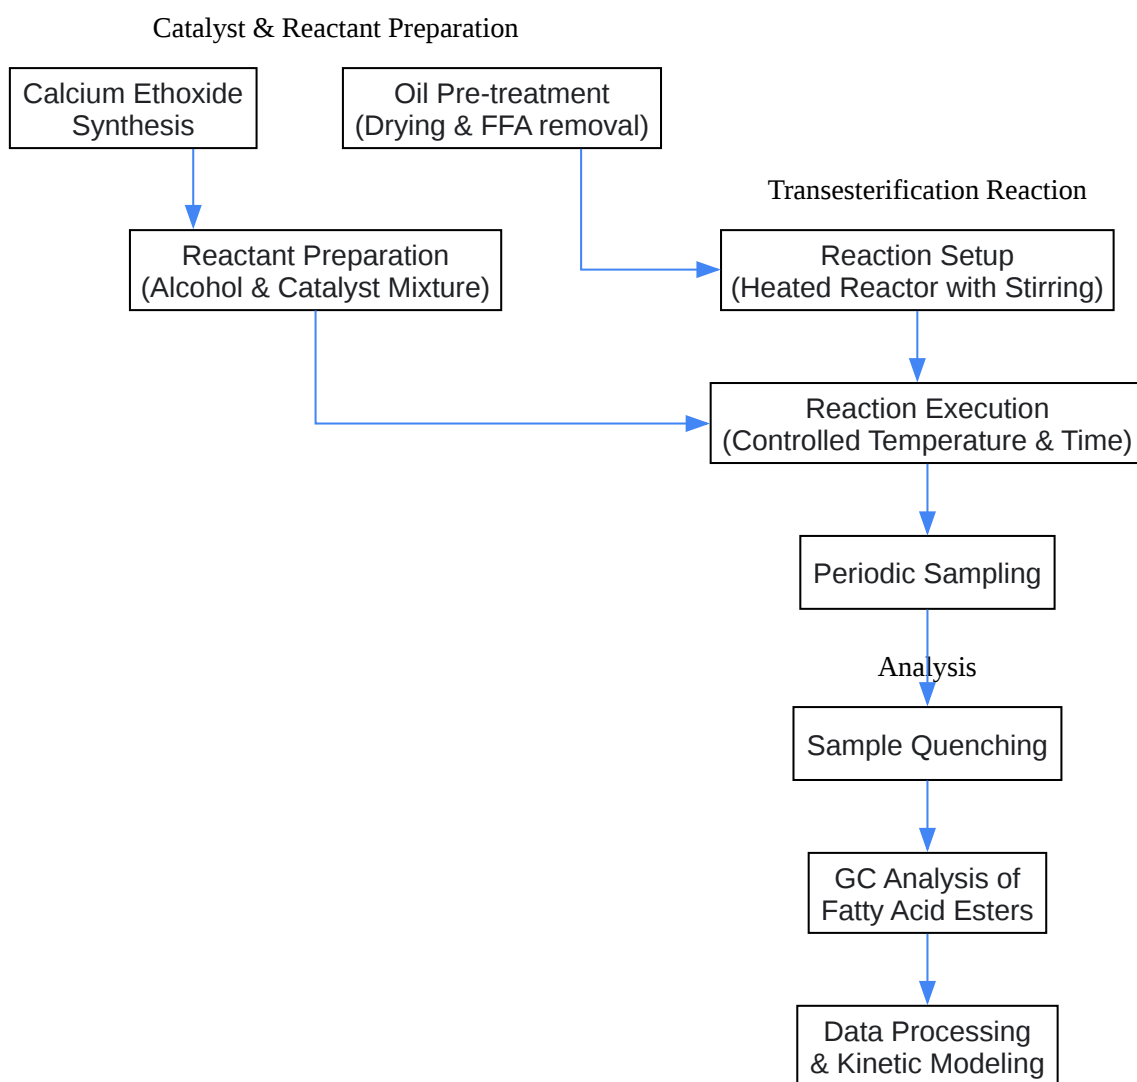 Catalyst & Reactant Preparation
Calcium Ethoxide
Synthesis
Oil Pre-treatment
(Drying & FFA removal)
Transesterification Reaction
Reactant Preparation
(Alcohol & Catalyst Mixture)
Reaction Setup
(Heated Reactor with Stirring)
Reaction Execution
(Controlled Temperature & Time)
Periodic Sampling
Analysis
Sample Quenching
GC Analysis of
Fatty Acid Esters
Data Processing
& Kinetic Modeling